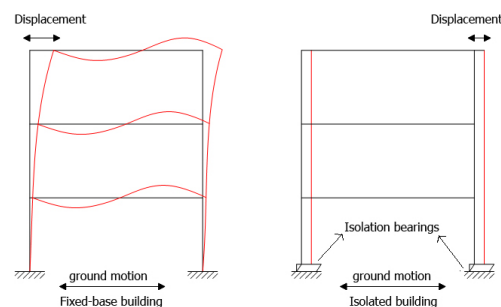 Displacement
Displacement
Isolation bearings
ground motion
Fixed-base building
ground motion
Isolated building